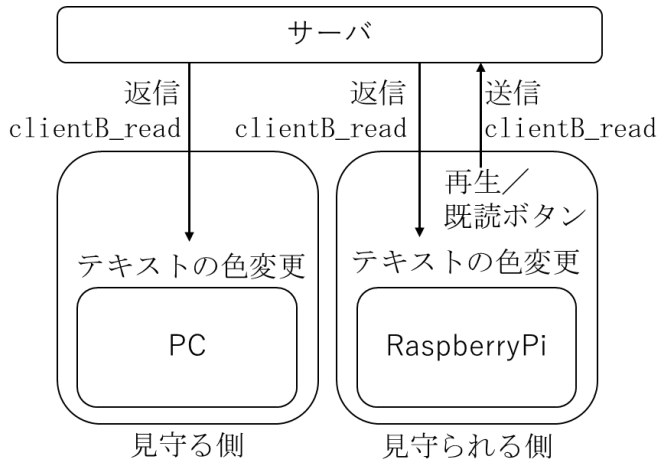 サーバ
返信
clientB_read
返信
clientB_read
送信
clientB_read
再生／
既読ボタン
テキストの色変更
テキストの色変更
PC
RaspberryPi
見守る側
見守られる側